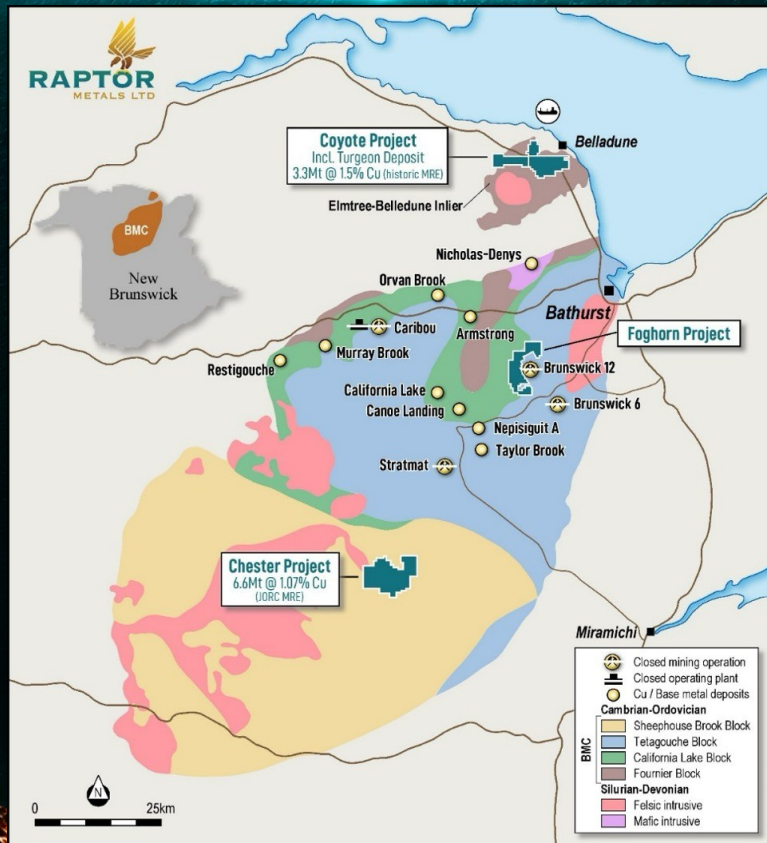 RAPTOR
METALS LTD
Coyote Project
Incl. Turgeon Deposit
3.3Mt @ 1.5% Cu (historic MRE)
Belladune
Elmtree-Belledune Inlier
BMC
New
Brunswick
Nicholas-Denys
Orvan Brook
Bathurst
Caribou
Armstrong
Foghorn Project
Murray Brook
Restigouche
Brunswick 12
California Lake
Canoe Landing
Brunswick 6
Nepisiguit A
Taylor Brook
Stratmat
Chester Project
6.6Mt @ 1.07% Cu
(JORC MRE)
Miramichi
Closed mining operation
Closed operating plant
Cu / Base metal deposits
Cambrian-Ordovician
BMC
Sheephouse Brook Block
Tetagouche Block
California Lake Block
Fournier Block
Silurian-Devonian
Felsic intrusive
Mafic intrusive
N
0 25km